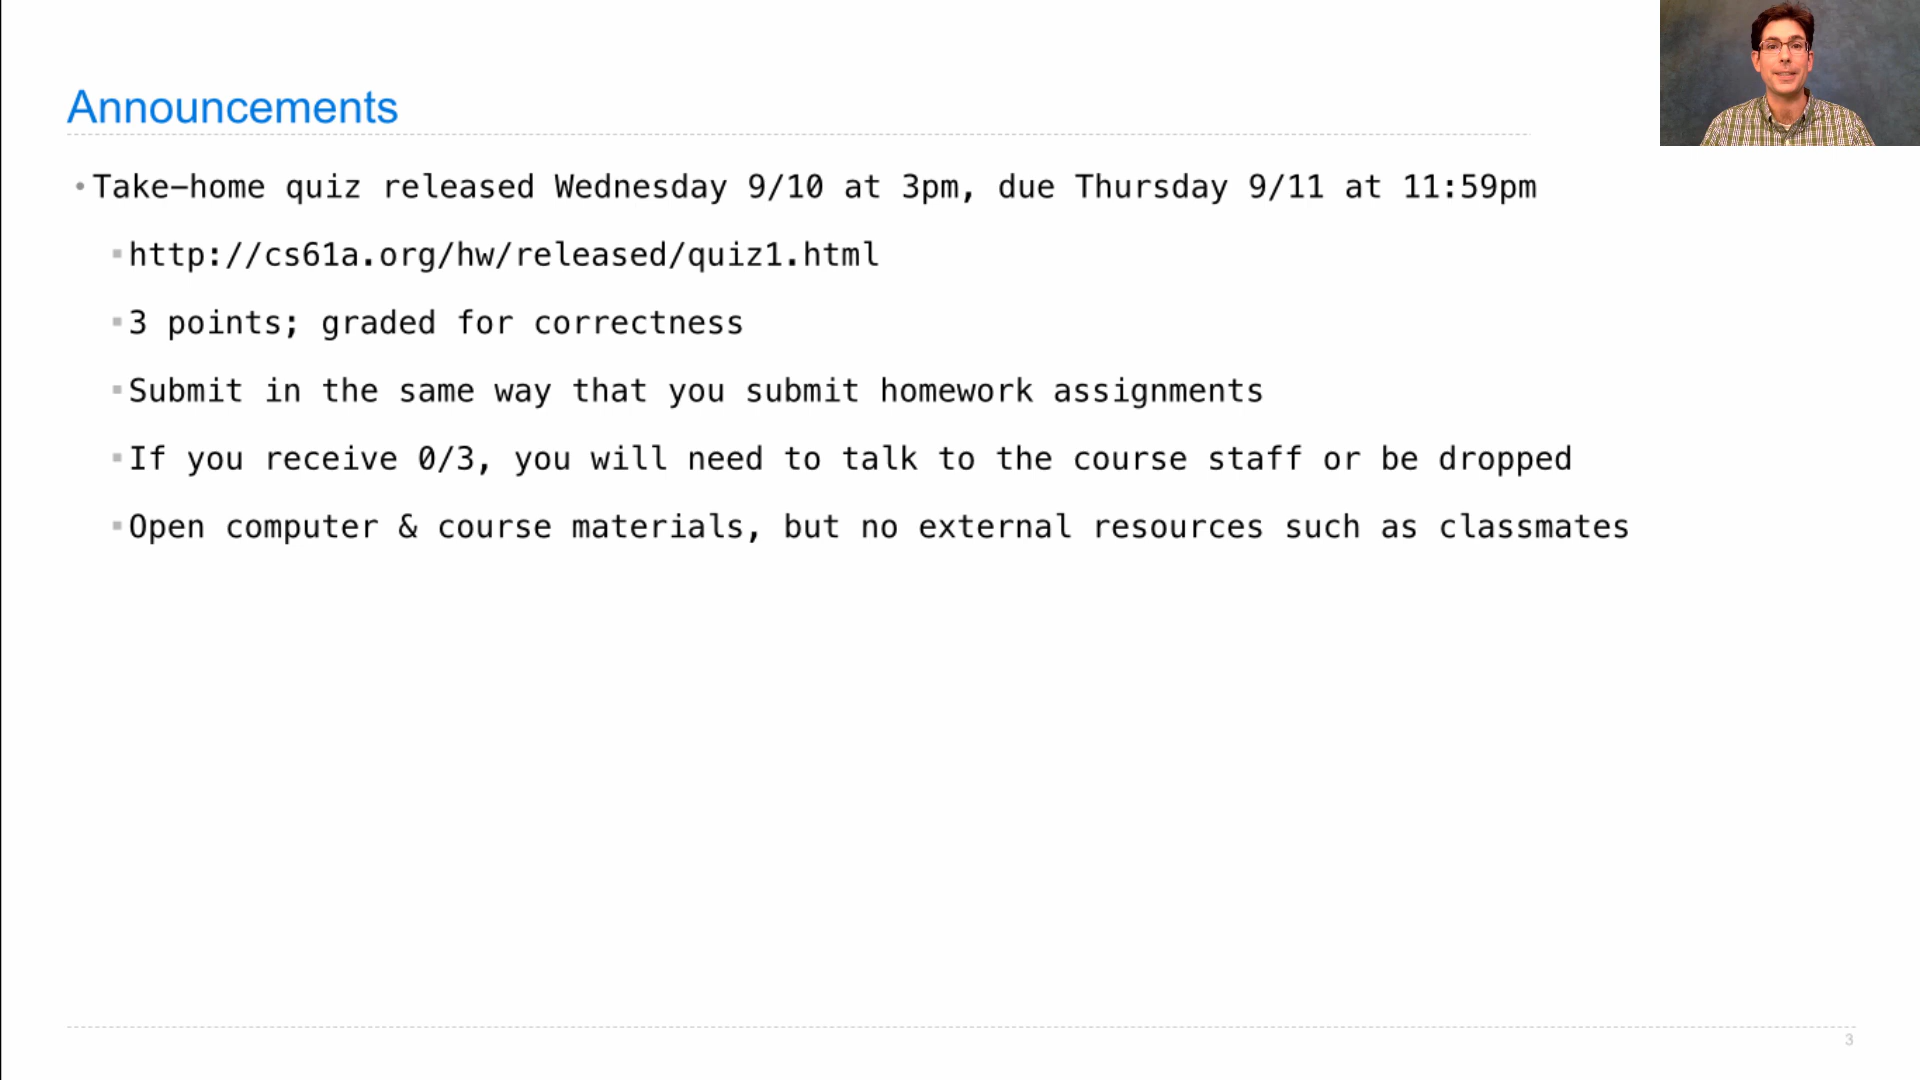 Announcements
•Take-home quiz released Wednesday 9/10 at 3pm, due Thursday 9/11 at 11:59pm
▪http://cs61a.org/hw/released/quiz1.html
▪3 points; graded for correctness
▪Submit in the same way that you submit homework assignments
▪If you receive 0/3, you will need to talk to the course staff or be dropped
▪Open computer & course materials, but no external resources such as classmates
3